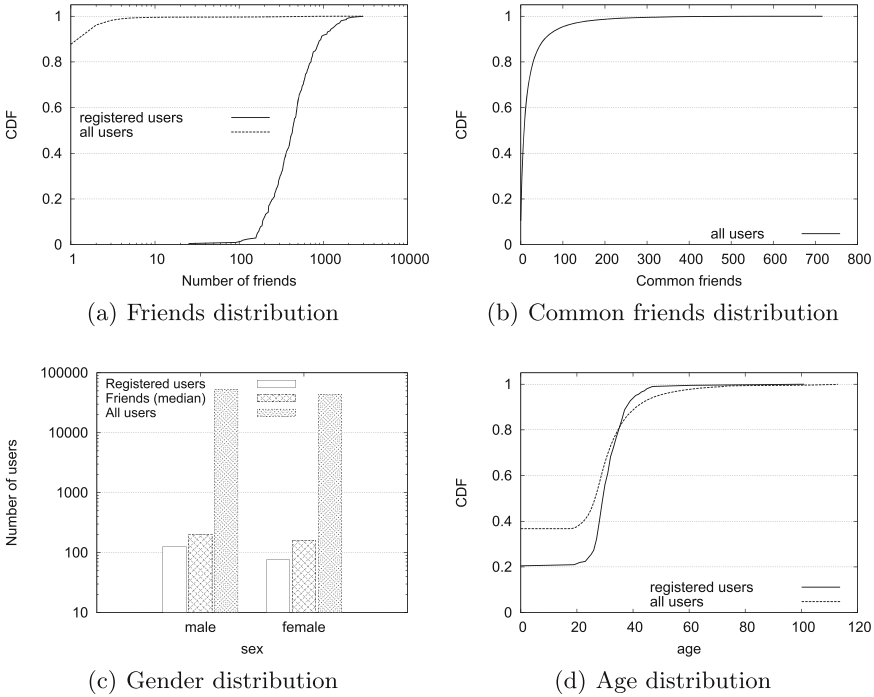 1
0.8
0.6
0.4
0.2
0
CDF
registered users
all users
1 10 100 1000 10000
Number of friends
(a) Friends distribution
1
0.8
0.6
0.4
0.2
0
CDF
all users
0 100 200 300 400 500 600 700 800
Common friends
(b) Common friends distribution
100000
10000
1000
100
10
Number of users
Registered users
Friends (median)
All users
male female
sex
(c) Gender distribution
1
0.8
0.6
0.4
0.2
0
CDF
registered users
all users
0 20 40 60 80 100 120
age
(d) Age distribution